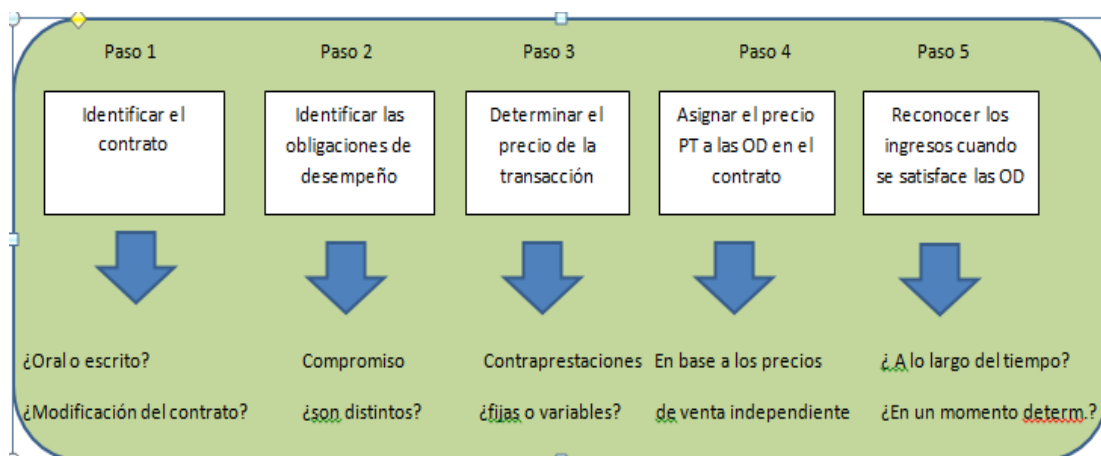 Paso 1
Paso 2
Paso 3
Paso 4
Paso 5
Identificar el
contrato
Identificar las
obligaciones de
desempeño
Determinar el
precio de la
transacción
Asignar el precio
PT a las OD en el
contrato
Reconocer los
ingresos cuando
se satisface las OD
¿Oral o escrito?
¿Modificación del contrato?
Compromiso
¿son distintos?
Contraprestaciones
¿fijas o variables?
En base a los precios
de venta independiente
¿ A lo largo del tiempo?
¿En un momento determ.?